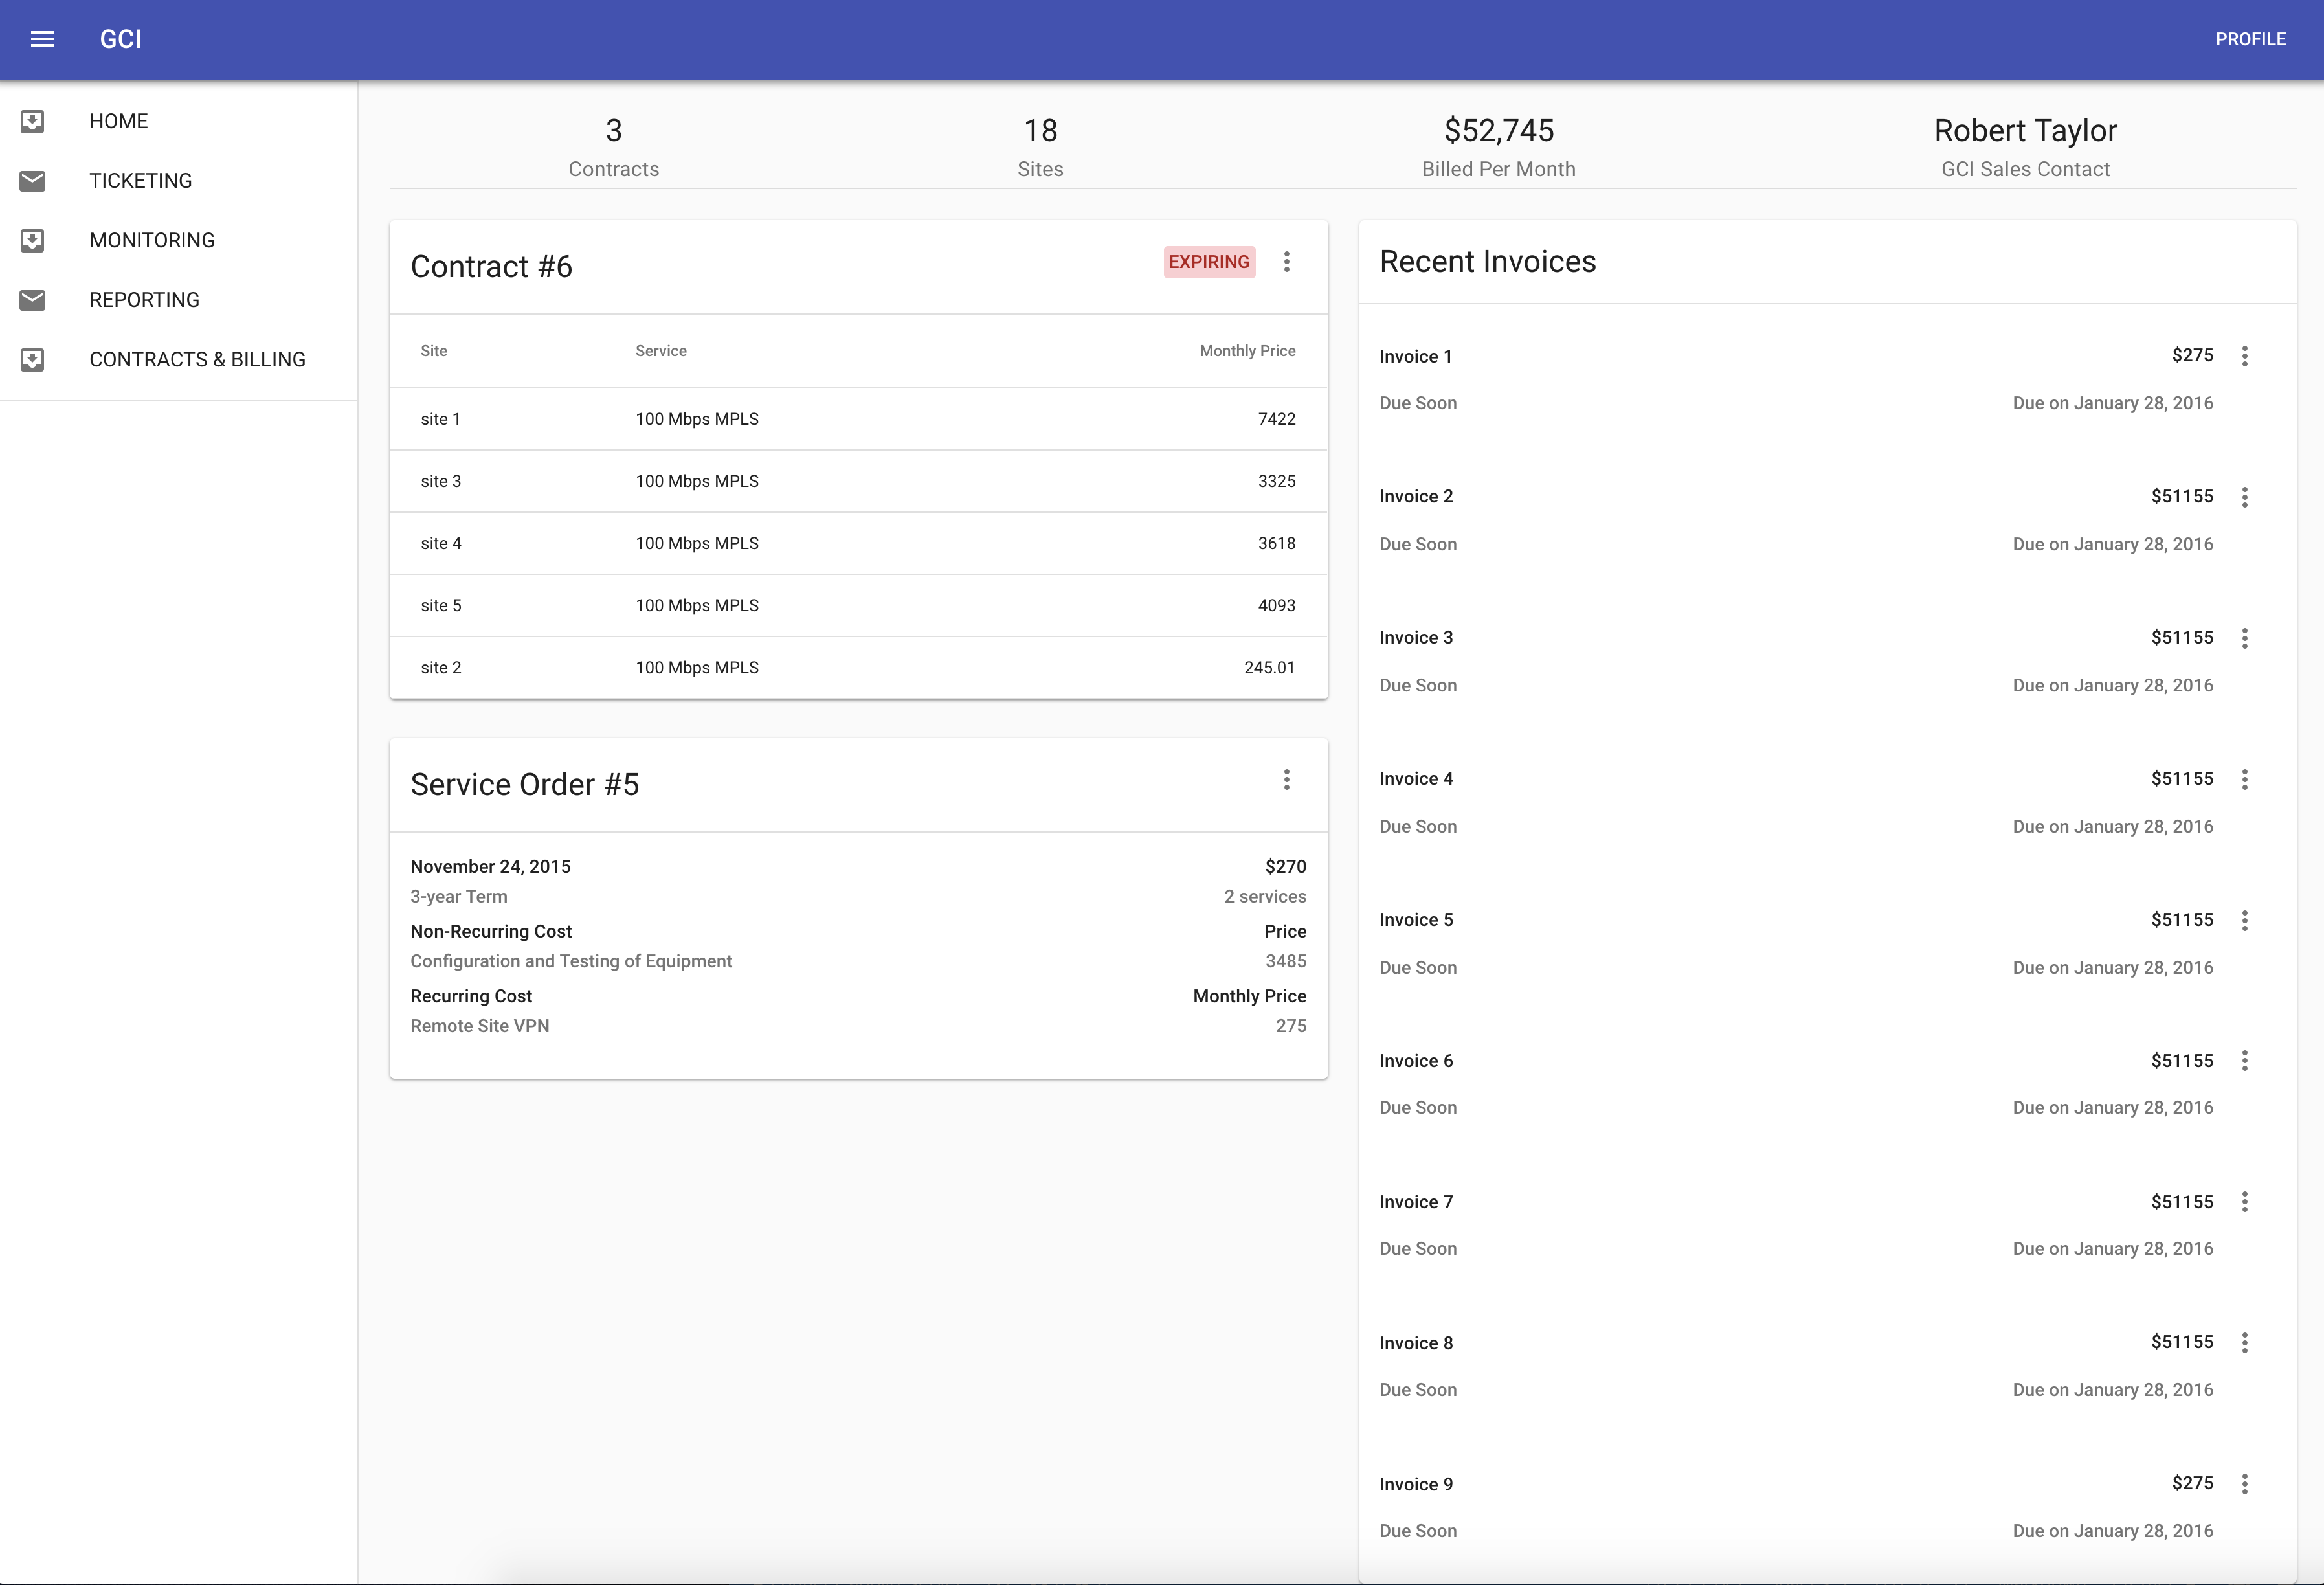 GCI
PROFILE
HOME
TICKETING
MONITORING
REPORTING
CONTRACTS & BILLING
3
Contracts
18
Sites
$52,745
Billed Per Month
Robert Taylor
GCI Sales Contact
Contract #6
EXPIRING
Site Service Monthly Price
site 1 100 Mbps MPLS 7422
site 3 100 Mbps MPLS 3325
site 4 100 Mbps MPLS 3618
site 5 100 Mbps MPLS 4093
site 2 100 Mbps MPLS 245.01
Service Order #5
November 24, 2015 $270
3-year Term 2 services
Non-Recurring Cost Price
Configuration and Testing of Equipment 3485
Recurring Cost Monthly Price
Remote Site VPN 275
Recent Invoices
Invoice 1 $275
Due Soon Due on January 28, 2016
Invoice 2 $51155
Due Soon Due on January 28, 2016
Invoice 3 $51155
Due Soon Due on January 28, 2016
Invoice 4 $51155
Due Soon Due on January 28, 2016
Invoice 5 $51155
Due Soon Due on January 28, 2016
Invoice 6 $51155
Due Soon Due on January 28, 2016
Invoice 7 $51155
Due Soon Due on January 28, 2016
Invoice 8 $51155
Due Soon Due on January 28, 2016
Invoice 9 $275
Due Soon Due on January 28, 2016